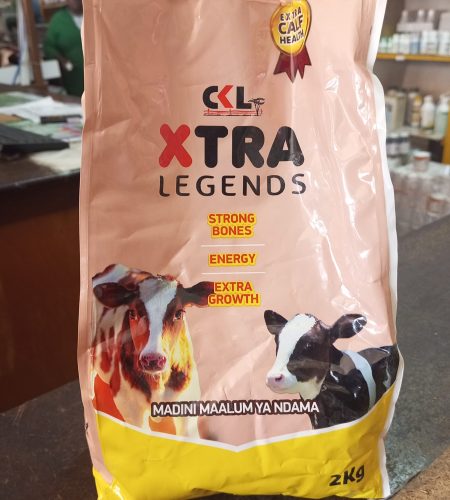 EXTRA
CALF
HEALTH
CKL
XTRA
LEGENDS
STRONG
BONES
ENERGY
EXTRA
GROWTH
MADINI MAALUM YA NDAMA
2Kg